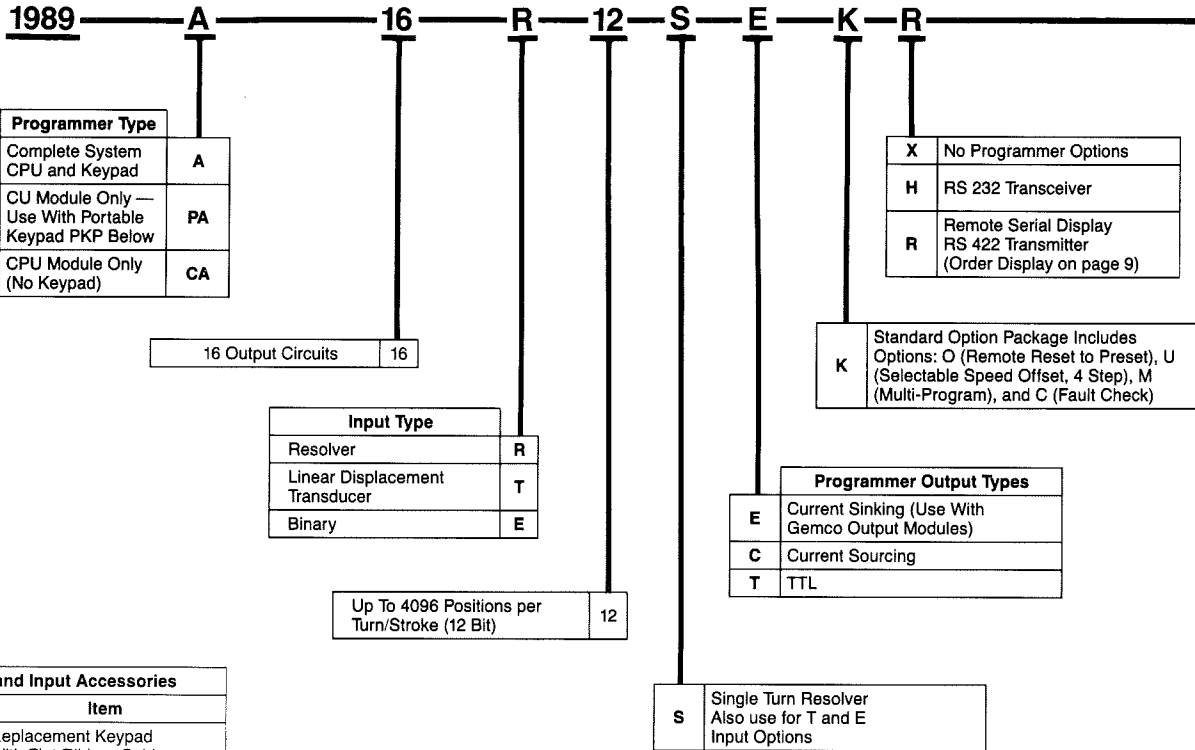 1989 A 16 R 12 S E K R
Programmer Type
Complete System
CPU and Keypad
A
CU Module Only —
Use With Portable
Keypad PKP Below
PA
CPU Module Only
(No Keypad)
CA
X No Programmer Options
H RS 232 Transceiver
R
Remote Serial Display
RS 422 Transmitter
(Order Display on page 9)
16 Output Circuits 16
K
Standard Option Package Includes
Options: O (Remote Reset to Preset), U
(Selectable Speed Offset, 4 Step), M
(Multi-Program), and C (Fault Check)
Input Type
Resolver R
Linear Displacement
Transducer
T
Binary E
Programmer Output Types
E
Current Sinking (Use With
Gemco Output Modules)
C Current Sourcing
T TTL
Up To 4096 Positions per
Turn/Stroke (12 Bit)
12
S
Single Turn Resolver
Also use for T and E
Input Options
and Input Accessories
Item
Replacement Keypad